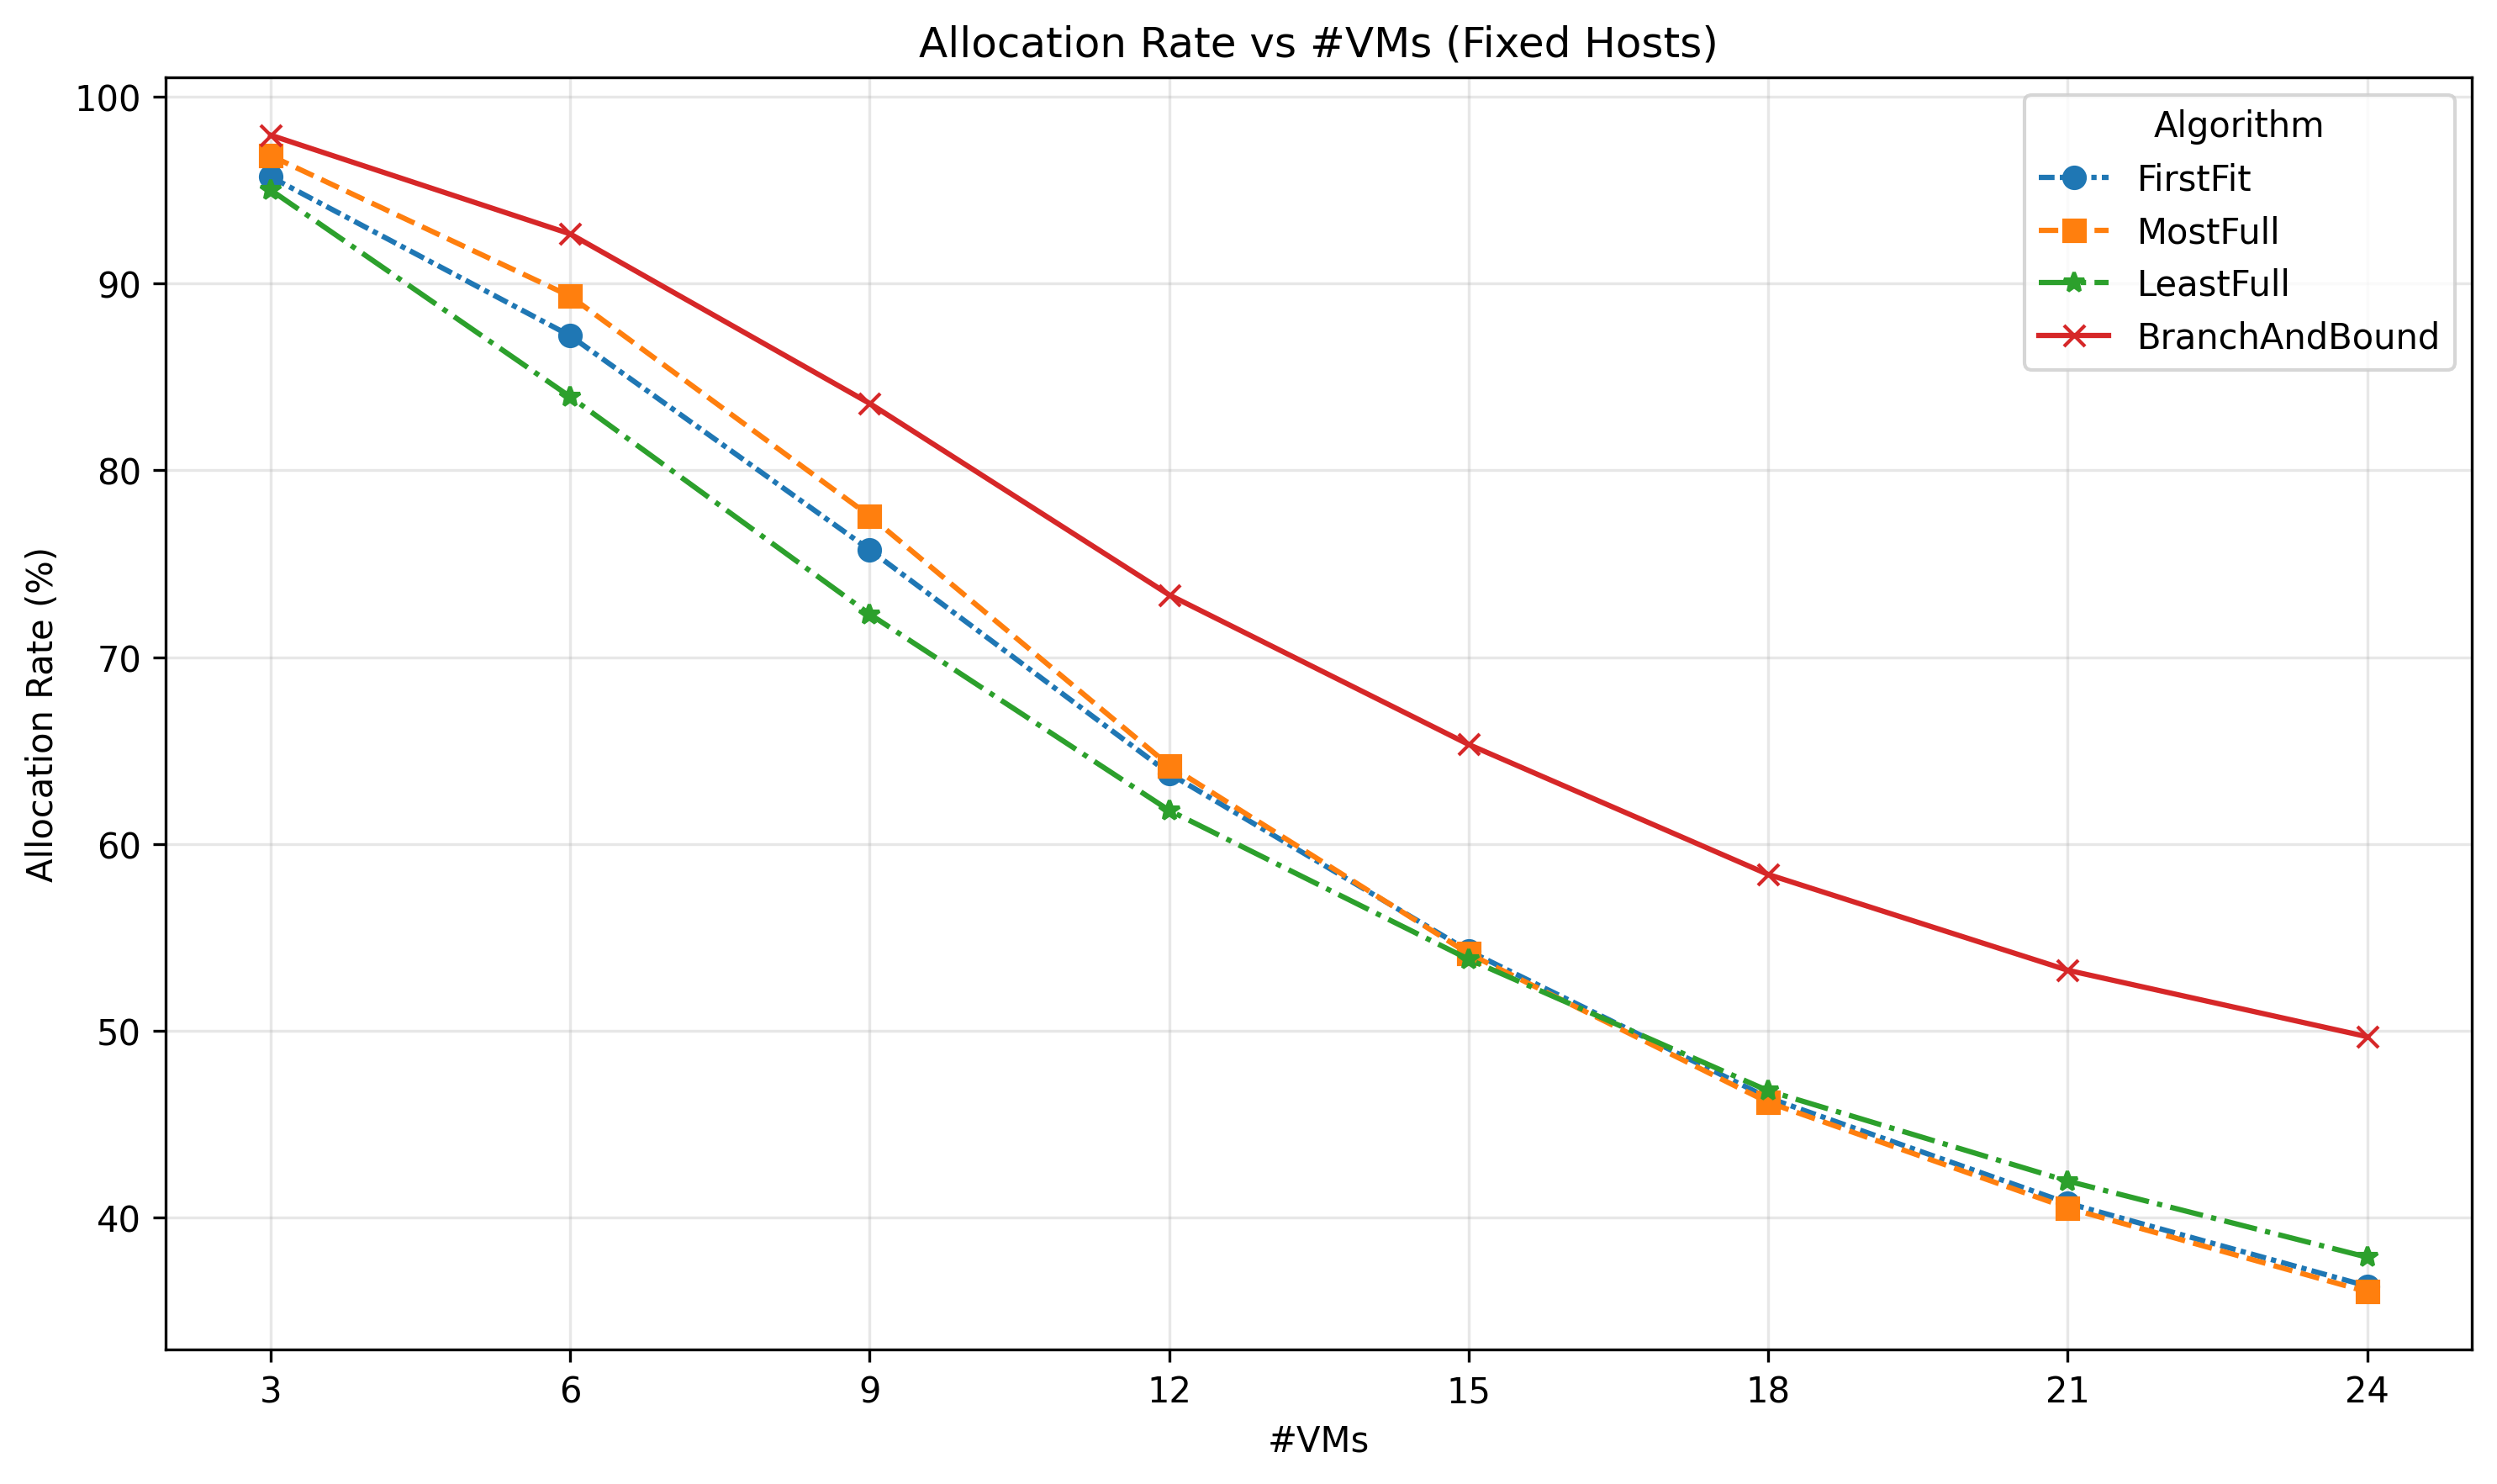 Allocation Rate vs #VMs (Fixed Hosts)
Algorithm
FirstFit
MostFull
LeastFull
BranchAndBound
Allocation Rate (%)
100
90
80
70
60
50
40
3 6 9 12 15 18 21 24
#VMs